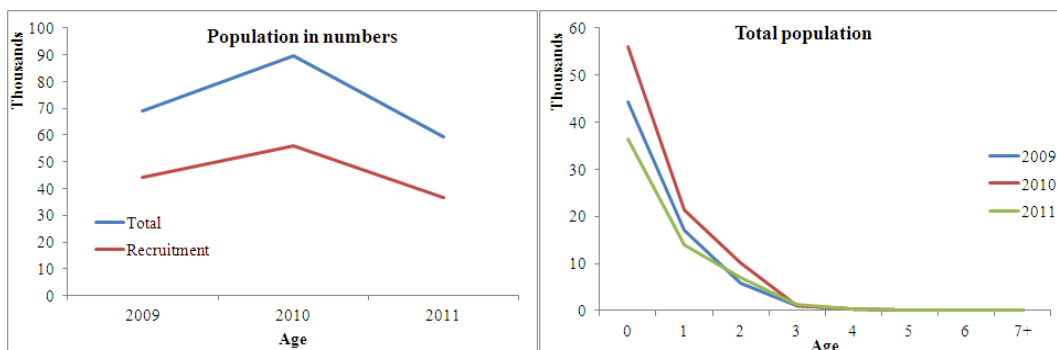 Population in numbers
Thousands
100
90
80
70
60
50
40
30
20
10
0
Total
Recruitment
2009 2010 2011
Age
Total population
Thousands
60
50
40
30
20
10
0
2009
2010
2011
0 1 2 3 4 5 6 7+
Age